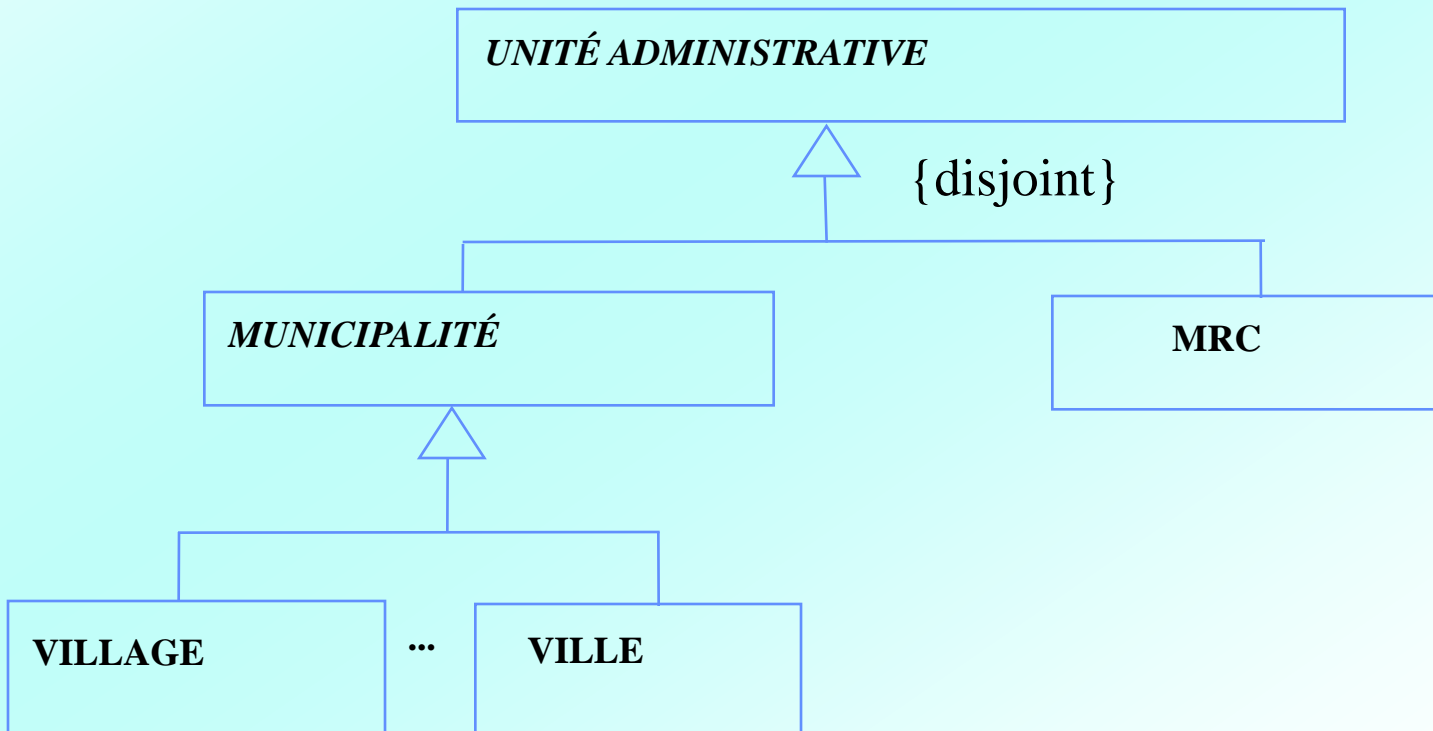 UNITÉ ADMINISTRATIVE
{disjoint}
MUNICIPALITÉ
MRC
VILLAGE
...
VILLE